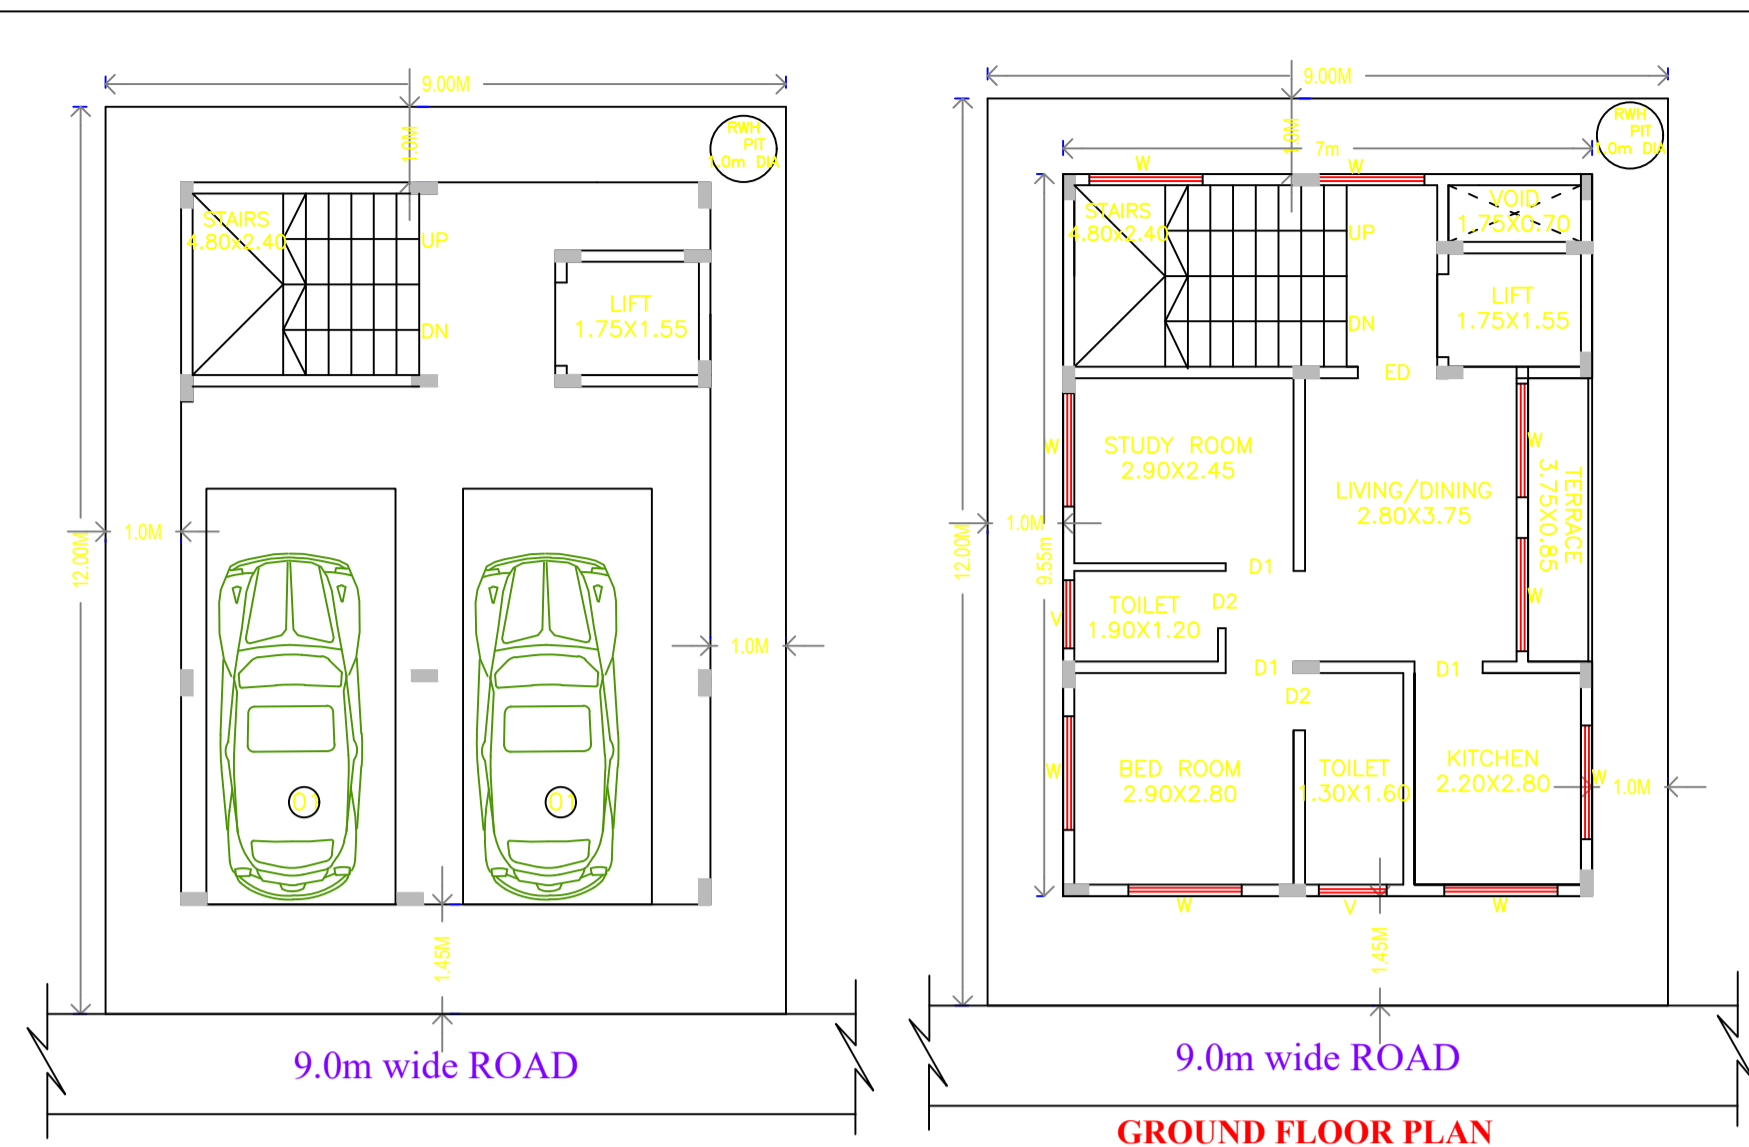 9.00M
1.0M
RWH
PIT
1.0m DIA
STAIRS
4.80X2.40
UP
DN
LIFT
1.75X1.55
12.00M
1.0M
1.0M
01
01
1.45M
9.0m wide ROAD
9.00M
1.0M
7m
RWH
PIT
1.0m DIA
W
W
STAIRS
4.80X2.40
UP
DN
VOID
1.75X0.70
LIFT
1.75X1.55
ED
W
STUDY ROOM
2.90X2.45
LIVING/DINING
2.80X3.75
W
TERRACE
3.75X0.85
12.00M
1.0M
9.55m
D1
V
TOILET
1.90X1.20
D2
W
D1
D1
D2
W
BED ROOM
2.90X2.80
TOILET
1.30X1.60
KITCHEN
2.20X2.80
W
1.0M
W
V
W
1.45M
9.0m wide ROAD
GROUND FLOOR PLAN